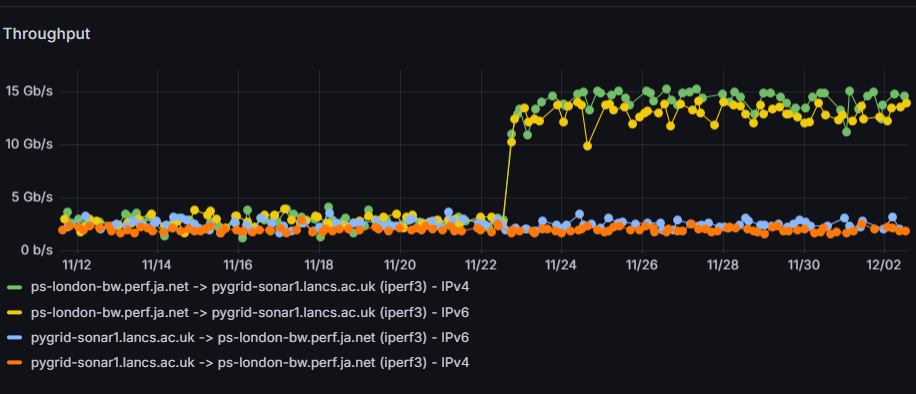 Throughput
15 Gb/s
10 Gb/s
5 Gb/s
0 b/s
11/12 11/14 11/16 11/18 11/20 11/22 11/24 11/26 11/28 11/30 12/02
ps-london-bw.perf.ja.net -> pygrid-sonar1.lancs.ac.uk (iperf3) - IPv4
ps-london-bw.perf.ja.net -> pygrid-sonar1.lancs.ac.uk (iperf3) - IPv6
pygrid-sonar1.lancs.ac.uk -> ps-london-bw.perf.ja.net (iperf3) - IPv6
pygrid-sonar1.lancs.ac.uk -> ps-london-bw.perf.ja.net (iperf3) - IPv4